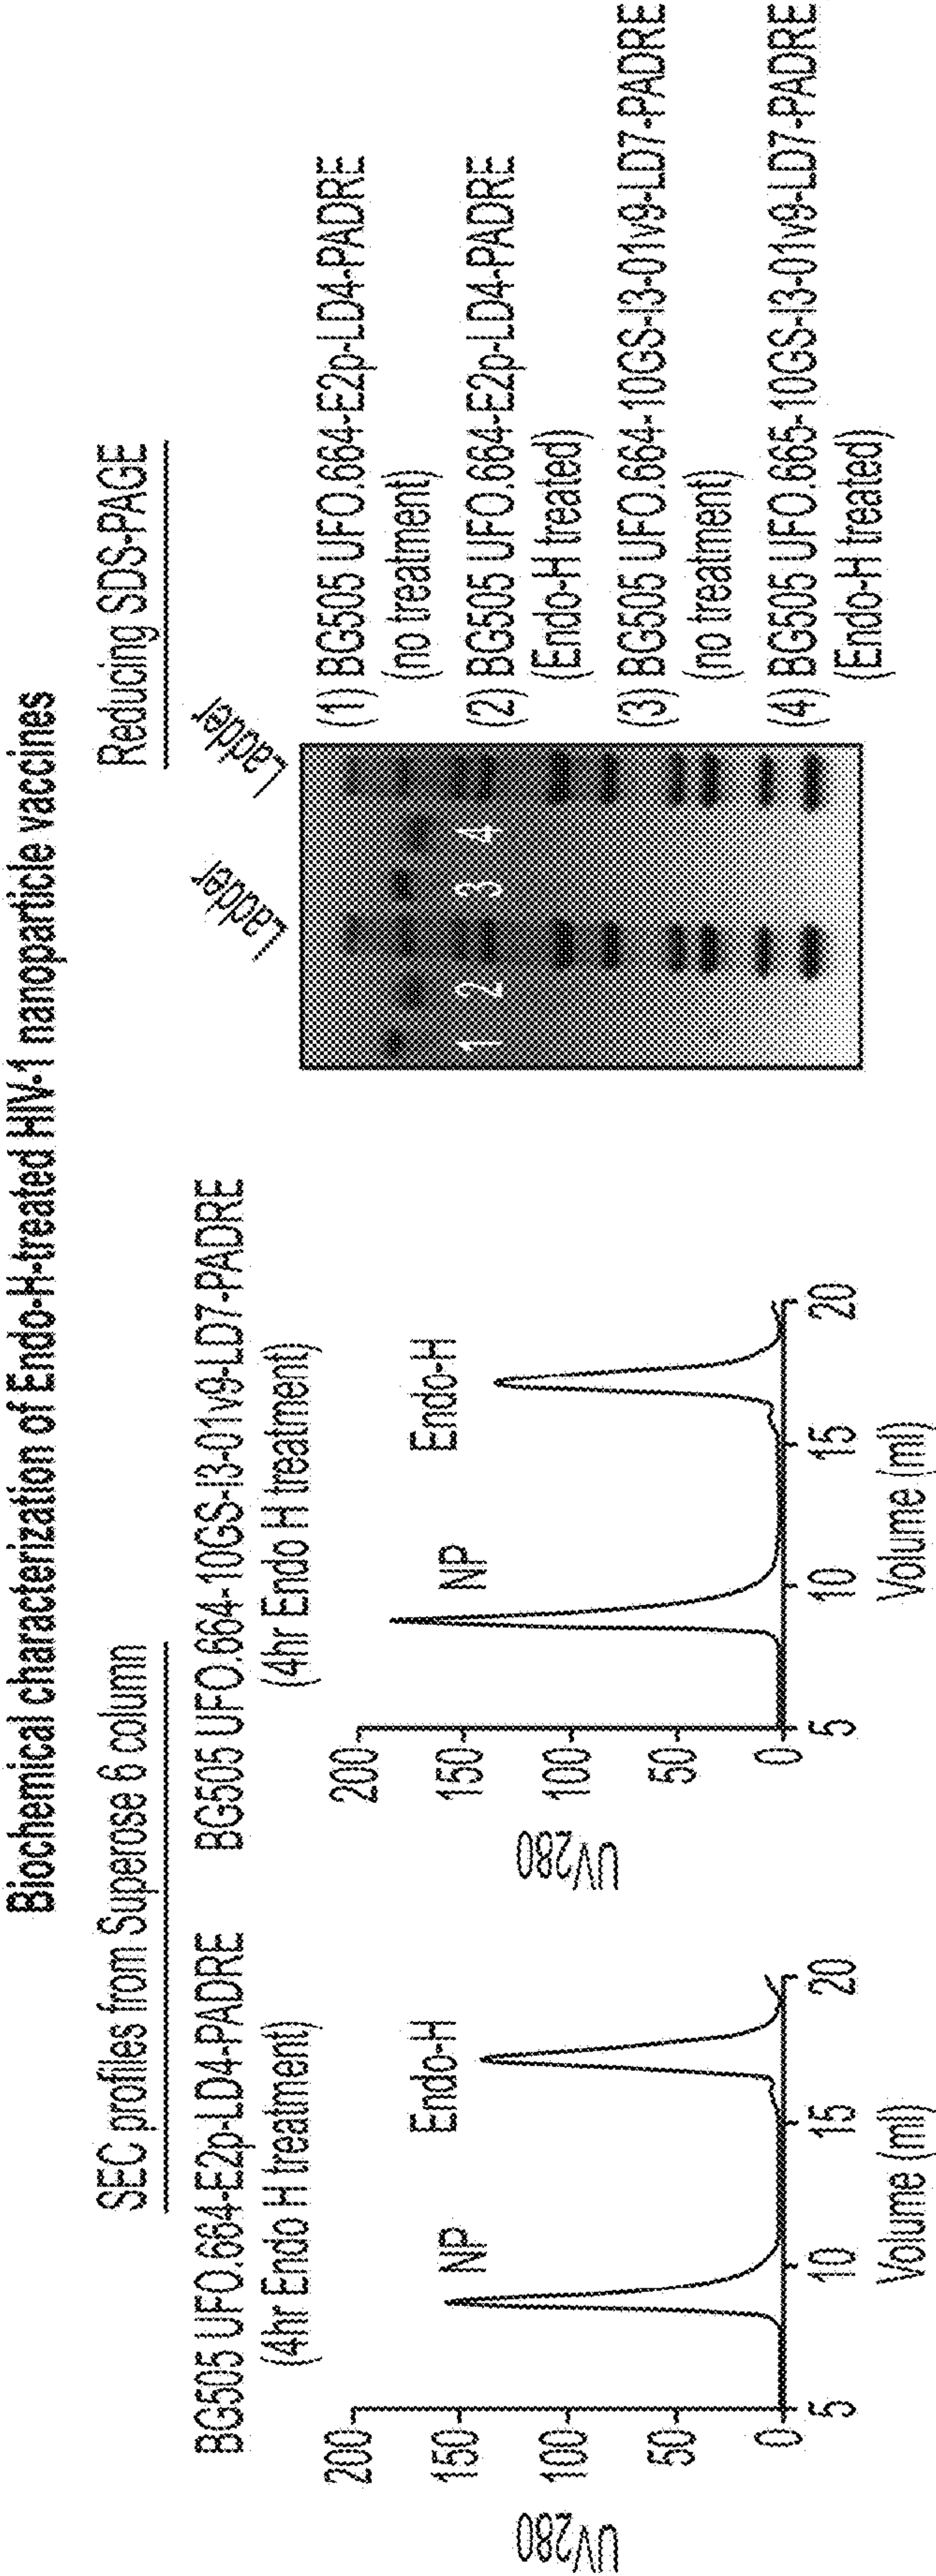 Biochemical characterization of Endo-H-treated HIV-1 nanoparticle vaccines
SEC profiles from Superose 6 column
BG505 UFO.664-E2p-LD4-PADRE
(4hr Endo H treatment)
UV280
200
150
100
50
0
NP
Endo-H
5
10
15
20
Volume (ml)
BG505 UFO.664-10GS-I3-01v9-LD7-PADRE
(4hr Endo H treatment)
UV280
200
150
100
50
0
NP
Endo-H
5
10
15
20
Volume (ml)
Reducing SDS-PAGE
Ladder
Ladder
1 2 3 4
(1) BG505 UFO.664-E2p-LD4-PADRE
(no treatment)
(2) BG505 UFO.664-E2p-LD4-PADRE
(Endo-H treated)
(3) BG505 UFO.664-10GS-I3-01v9-LD7-PADRE
(no treatment)
(4) BG505 UFO.665-10GS-I3-01v9-LD7-PADRE
(Endo-H treated)